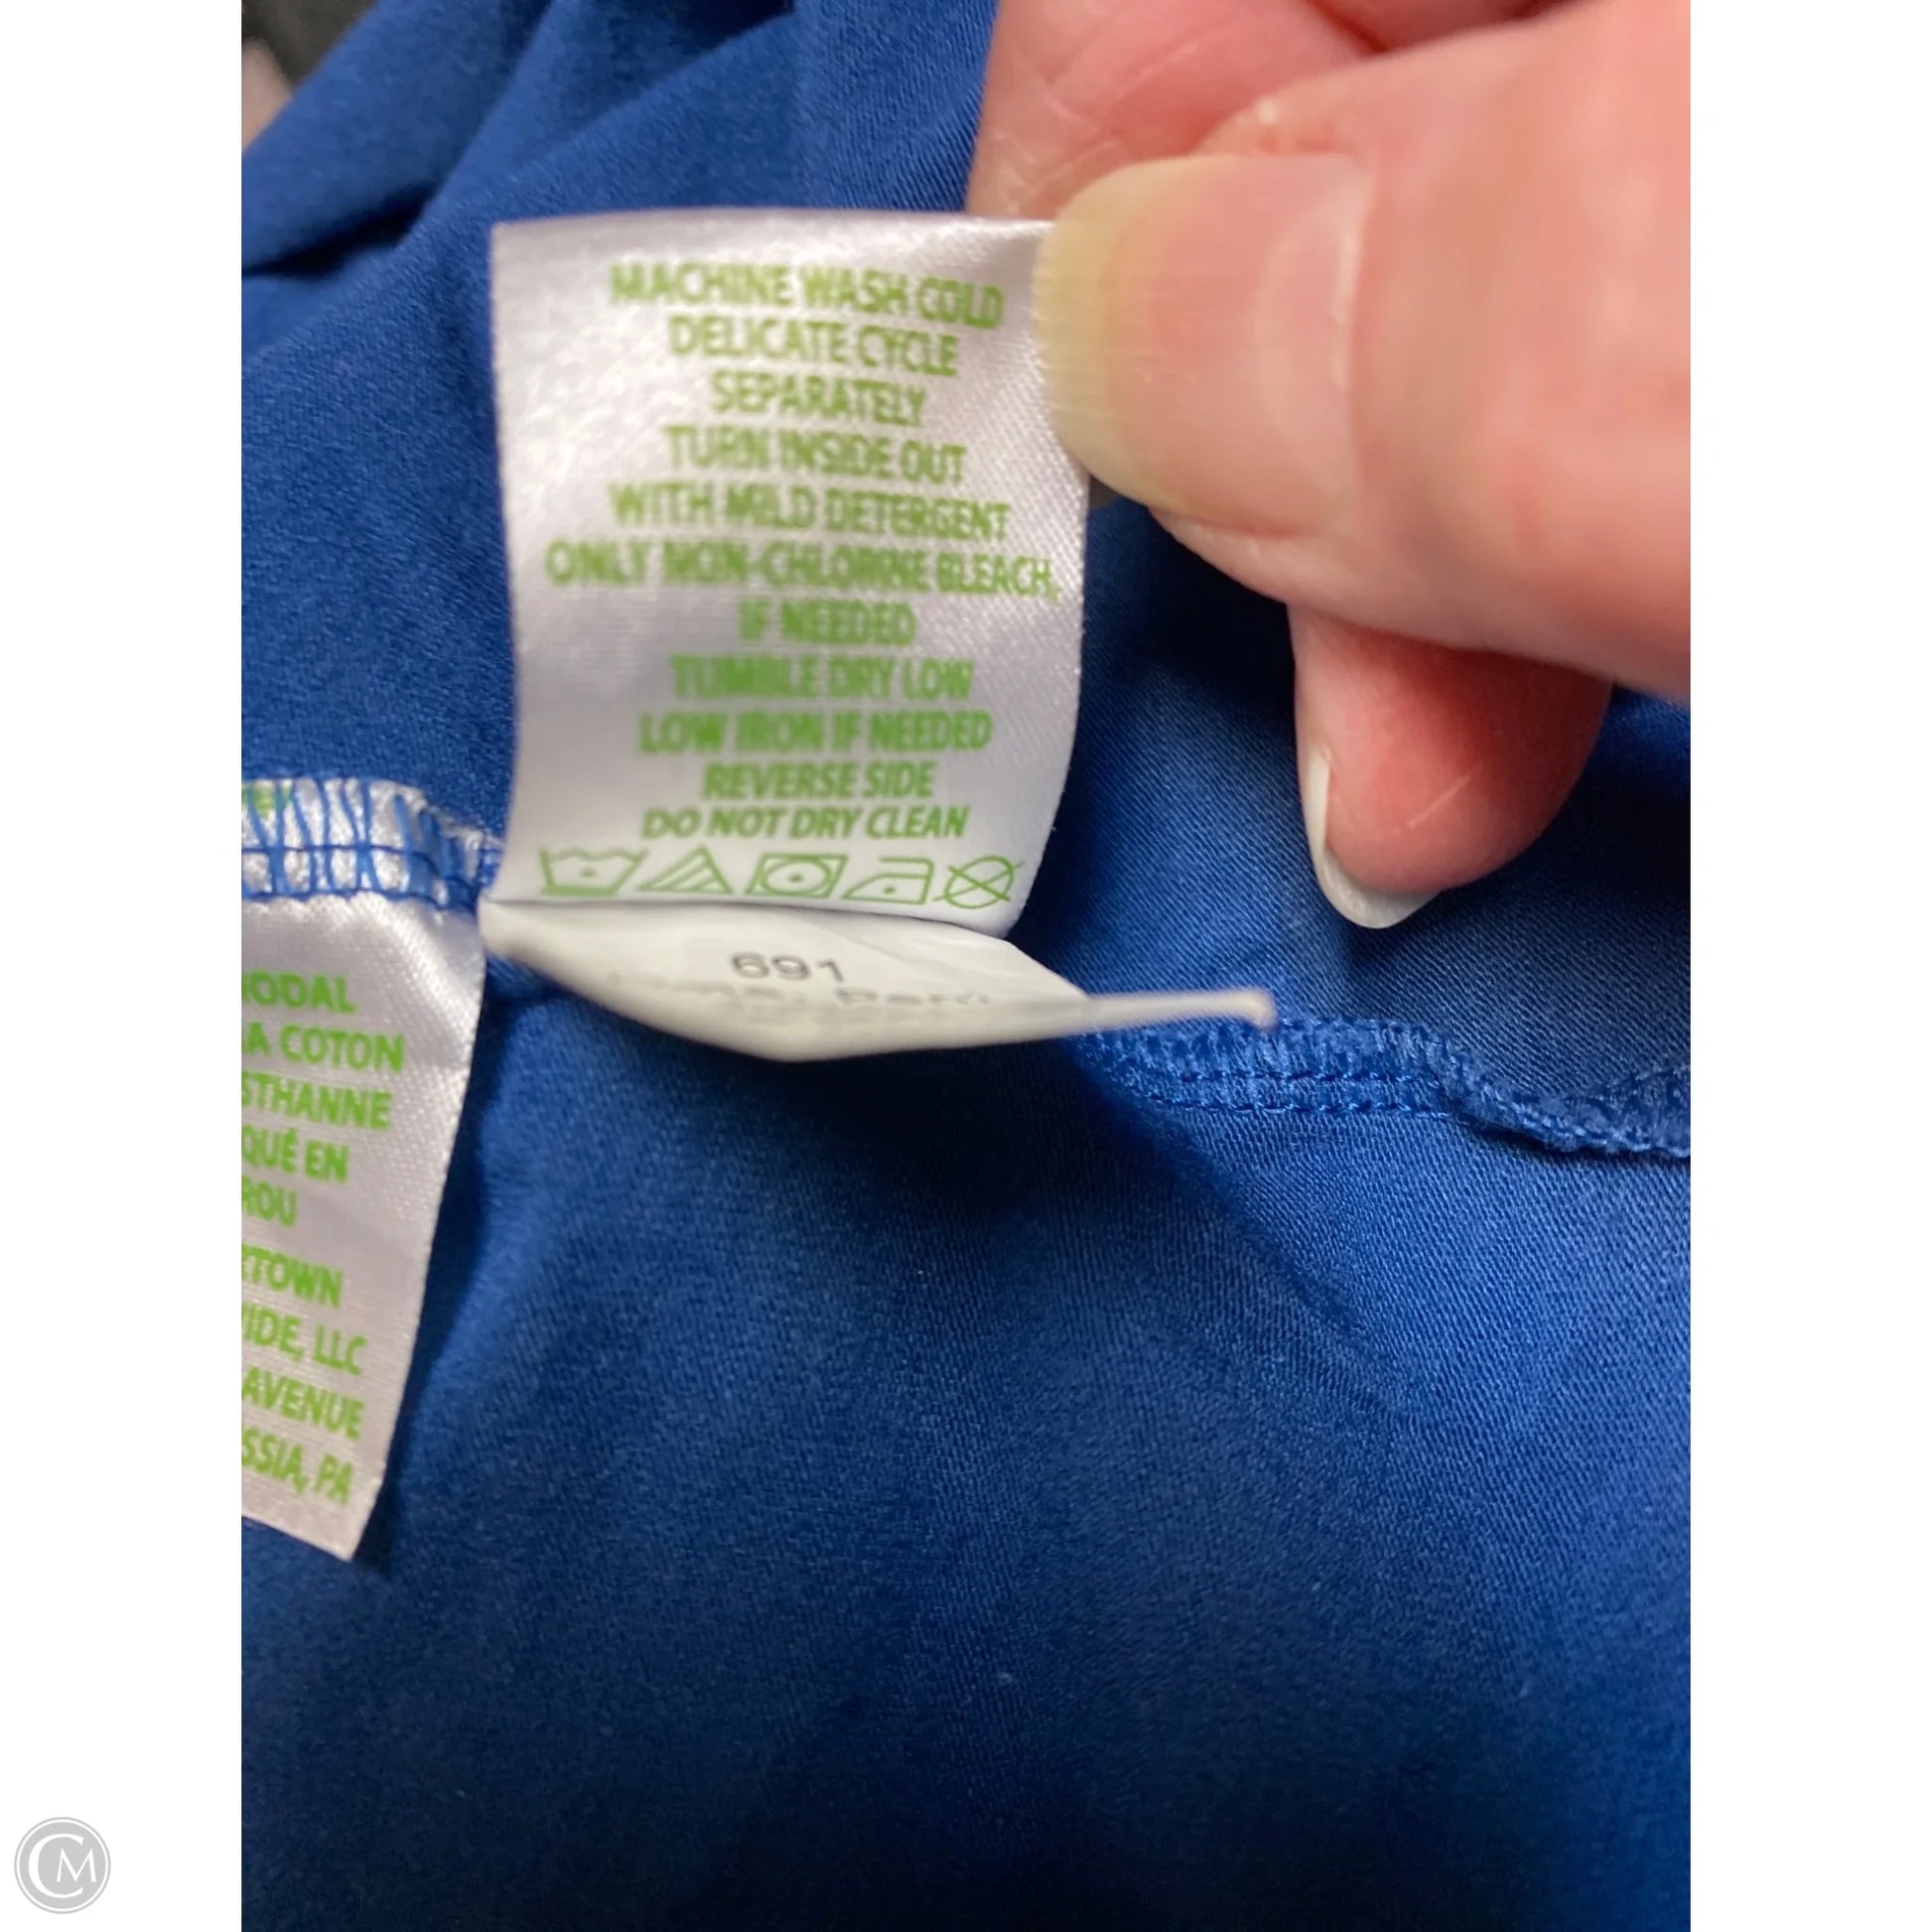 MACHINE WASH COLD
DELICATE CYCLE
SEPARATELY
TURN INSIDE OUT
WITH MILD DETERGENT
ONLY NON-CHLORINE BLEACH,
IF NEEDED
TUMBLE DRY LOW
LOW IRON IF NEEDED
REVERSE SIDE
DO NOT DRY CLEAN
691
ODAL
A COTON
STHANNE
QUÉ EN
ROU
TOWN
IDE, LLC
AVENUE
SSIA, PA
CM